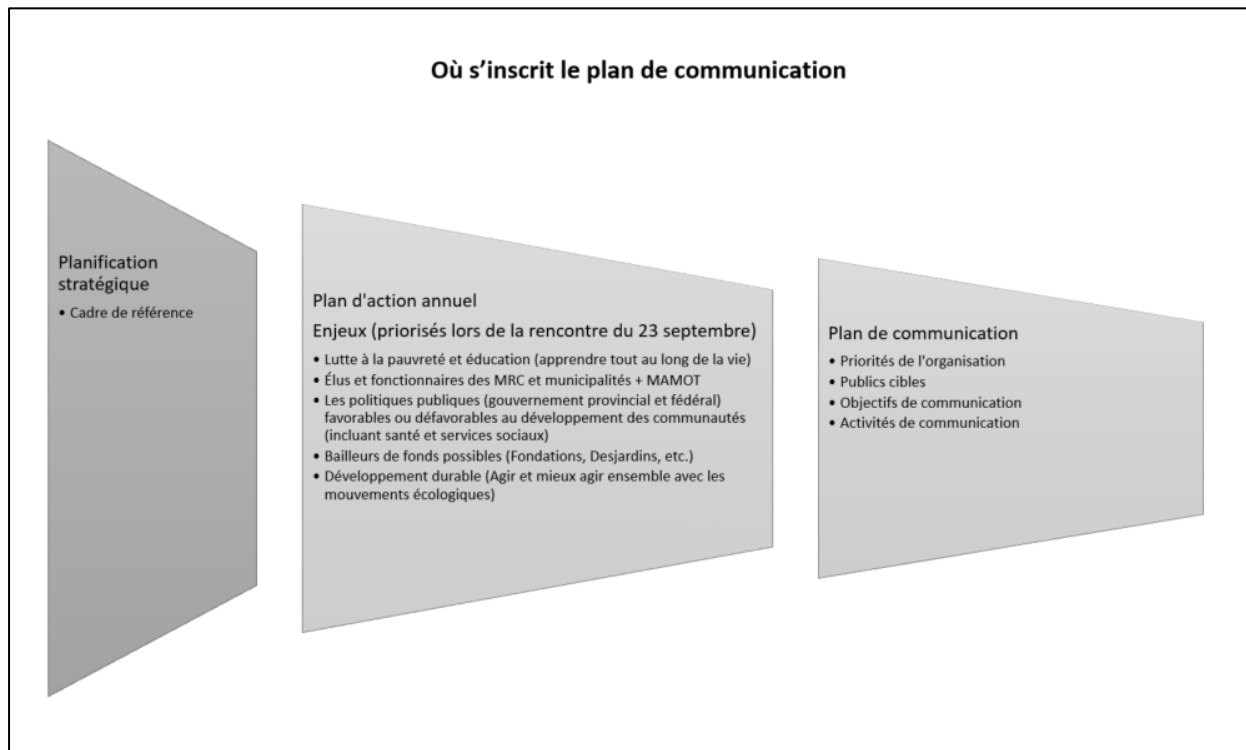 Où s’inscrit le plan de communication
Planification
stratégique
• Cadre de référence
Plan d'action annuel
Enjeux (priorisés lors de la rencontre du 23 septembre)
• Lutte à la pauvreté et éducation (apprendre tout au long de la vie)
• Élus et fonctionnaires des MRC et municipalités + MAMOT
• Les politiques publiques (gouvernement provincial et fédéral)
favorables ou défavorables au développement des communautés
(incluant santé et services sociaux)
• Bailleurs de fonds possibles (Fondations, Desjardins, etc.)
• Développement durable (Agir et mieux agir ensemble avec les
mouvements écologiques)
Plan de communication
• Priorités de l'organisation
• Publics cibles
• Objectifs de communication
• Activités de communication